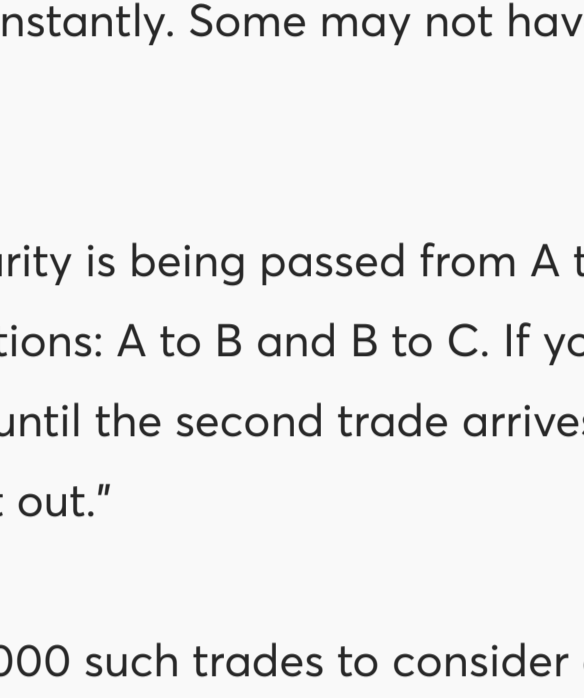 nstantly. Some may not hav
rity is being passed from A t
tions: A to B and B to C. If yo
until the second trade arrives
t out.”
000 such trades to consider